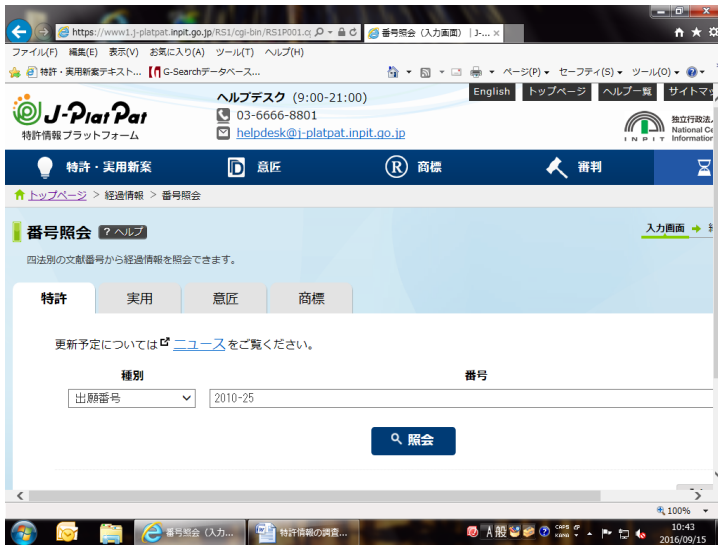 https://www1.j-platpat.inpit.go.jp/RS1/cgi-bin/RS1P001.c
番号照会（入力画面） | J-...
ファイル(F) 編集(E) 表示(V) お気に入り(A) ツール(T) ヘルプ(H)
特許・実用新案テキスト... G-Searchデータベース...
ページ(P) セーフティ(S) ツール(O)
English トップページ ヘルプ一覧 サイトマッ
J-PlatPat
特許情報プラットフォーム
ヘルプデスク (9:00-21:00)
03-6666-8801
helpdesk@j-platpat.inpit.go.jp
INPIT
独立行政法
National Ce
Information
特許・実用新案 意匠 商標 審判
トップページ > 経過情報 > 番号照会
番号照会 ? ヘルプ
入力画面
四法別の文献番号から経過情報を照会できます。
特許 実用 意匠 商標
更新予定については ニュース をご覧ください。
種別 番号
出願番号 2010-25
照会
100%
番号照会（入力... 特許情報の調査...
A 般 CAPS KANA
10:43
2016/09/15